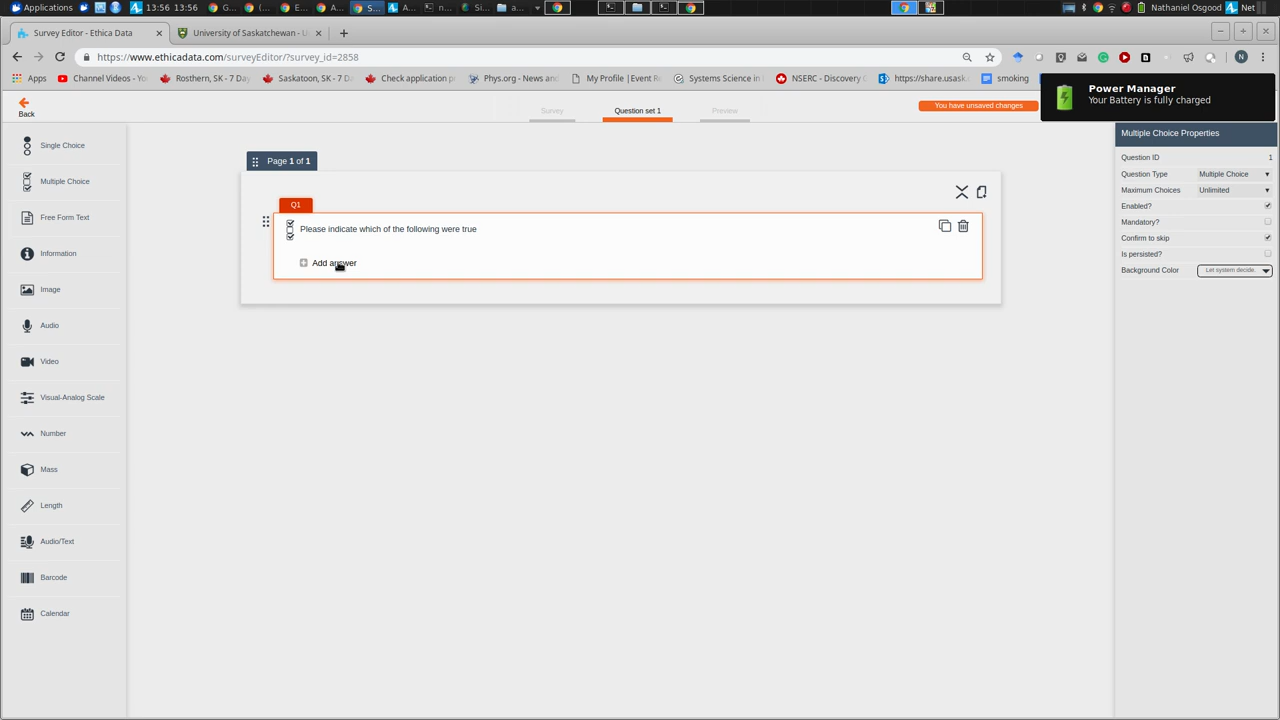 Applications
13:56 13:56
G...
(...
E...
A...
S...
A...
n...
Si...
a...
Nathaniel Osgood
Net
Survey Editor - Ethica Data
University of Saskatchewan - U
https://www.ethicadata.com/surveyEditor/?survey_id=2858
N
Apps
Channel Videos - Yo
Rosthern, SK - 7 Day
Saskatoon, SK - 7 Da
Check application p
Phys.org - News and
My Profile | Event R
Systems Science in
NSERC - Discovery G
https://share.usask
smoking
Power Manager
Your Battery is fully charged
Back
Survey
Question set 1
Preview
You have unsaved changes
Single Choice
Multiple Choice
Free Form Text
Information
Image
Audio
Video
Visual-Analog Scale
Number
Mass
Length
Audio/Text
Barcode
Calendar
Page 1 of 1
Q1
Please indicate which of the following were true
Add answer
Multiple Choice Properties
Question ID 1
Question Type Multiple Choice
Maximum Choices Unlimited
Enabled?
Mandatory?
Confirm to skip
Is persisted?
Background Color Let system decide.